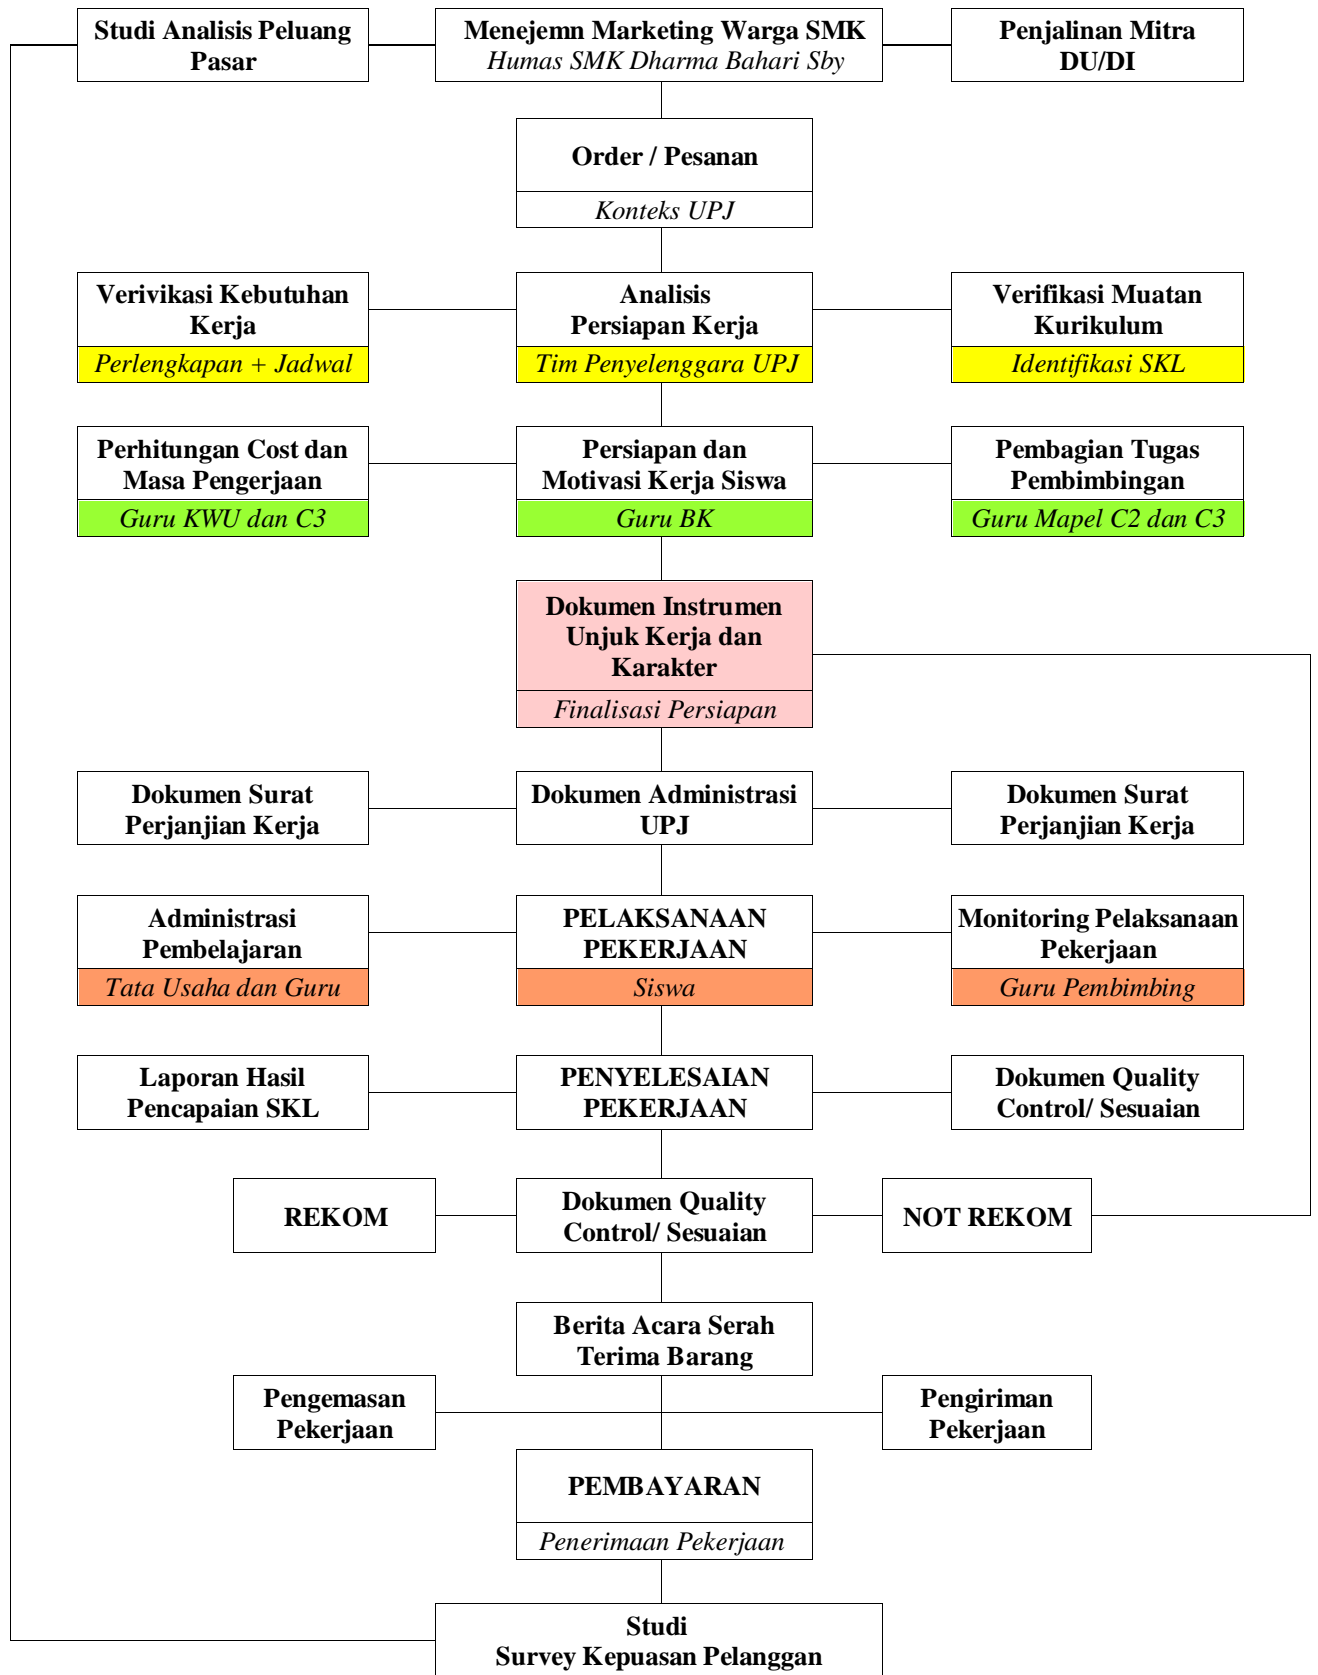 Studi Analisis Peluang
Pasar
Menejemn Marketing Warga SMK
Humas SMK Dharma Bahari Sby
Penjalinan Mitra
DU/DI
Order / Pesanan
Konteks UPJ
Verivikasi Kebutuhan
Kerja
Perlengkapan + Jadwal
Analisis
Persiapan Kerja
Tim Penyelenggara UPJ
Verifikasi Muatan
Kurikulum
Identifikasi SKL
Perhitungan Cost dan
Masa Pengerjaan
Guru KWU dan C3
Persiapan dan
Motivasi Kerja Siswa
Guru BK
Pembagian Tugas
Pembimbingan
Guru Mapel C2 dan C3
Dokumen Instrumen
Unjuk Kerja dan
Karakter
Finalisasi Persiapan
Dokumen Surat
Perjanjian Kerja
Dokumen Administrasi
UPJ
Dokumen Surat
Perjanjian Kerja
Administrasi
Pembelajaran
Tata Usaha dan Guru
PELAKSANAAN
PEKERJAAN
Siswa
Monitoring Pelaksanaan
Pekerjaan
Guru Pembimbing
Laporan Hasil
Pencapaian SKL
PENYELESAIAN
PEKERJAAN
Dokumen Quality
Control/ Sesuaian
REKOM
Dokumen Quality
Control/ Sesuaian
NOT REKOM
Berita Acara Serah
Terima Barang
Pengemasan
Pekerjaan
Pengiriman
Pekerjaan
PEMBAYARAN
Penerimaan Pekerjaan
Studi
Survey Kepuasan Pelanggan